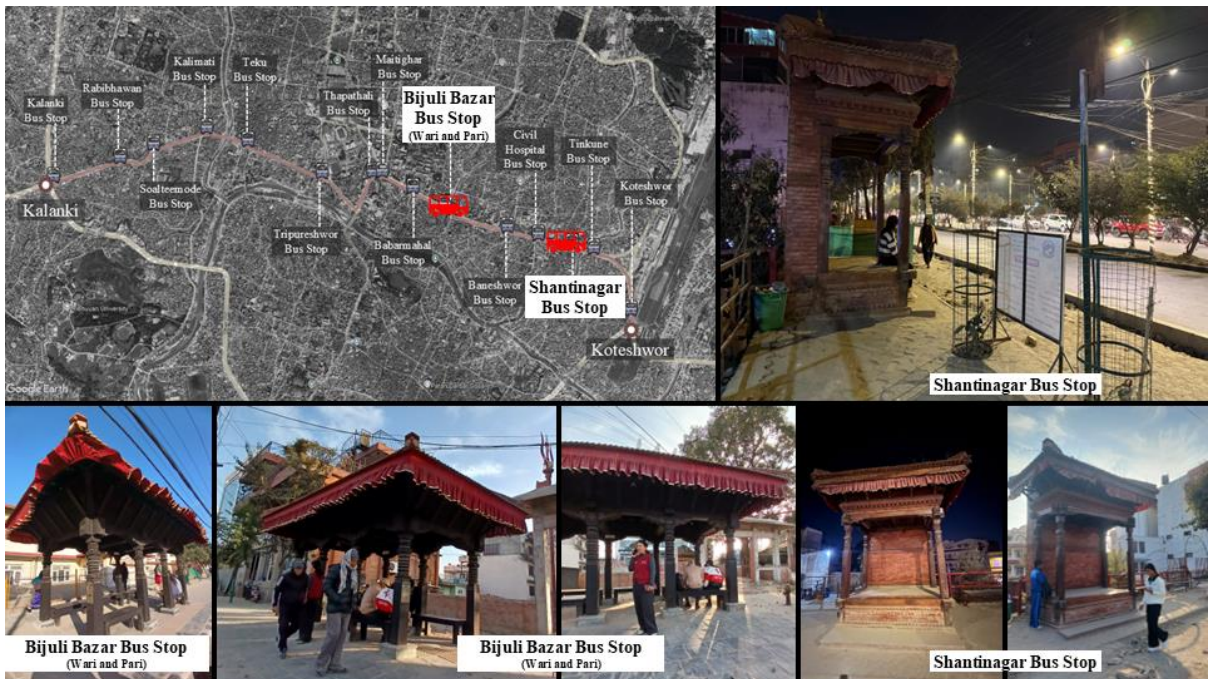 Kalanki
Bus Stop
Rabibhawan
Bus Stop
Kalimati
Bus Stop
Teku
Bus Stop
Maitighar
Bus Stop
Thapathali
Bus Stop
Bijuli Bazar
Bus Stop
(Wari and Pari)
Civil
Hospital
Bus Stop
Tinkune
Bus Stop
Koteshwor
Bus Stop
Kalanki
Soalteemode
Bus Stop
Tripureshwor
Bus Stop
Babarmahal
Bus Stop
Baneshwor
Bus Stop
Shantinagar
Bus Stop
Koteshwor
Google Earth
Shantinagar Bus Stop
Bijuli Bazar Bus Stop
(Wari and Pari)
Bijuli Bazar Bus Stop
(Wari and Pari)
Shantinagar Bus Stop